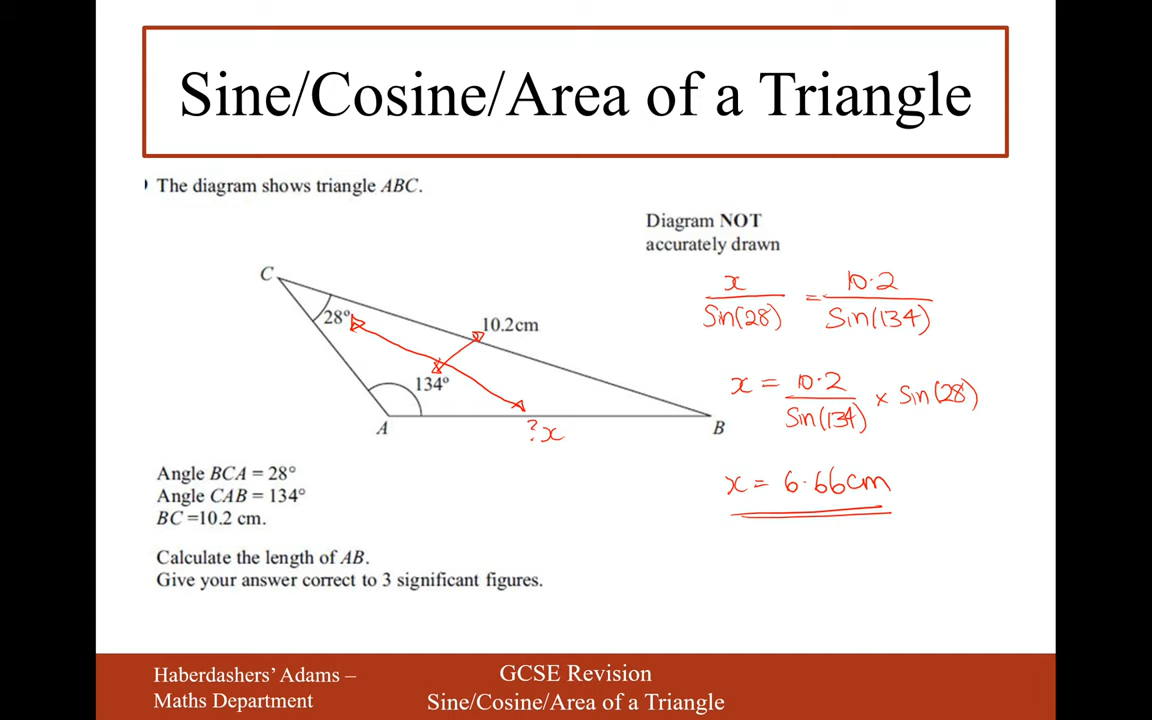 Sine/Cosine/Area of a Triangle
The diagram shows triangle ABC.
Diagram NOT
accurately drawn
C
28°
10.2cm
134°
A
B
?x
x/Sin(28) = 10.2/Sin(134)
x = 10.2/Sin(134) × Sin(28)
x = 6.66cm
Angle BCA = 28°
Angle CAB = 134°
BC =10.2 cm.
Calculate the length of AB.
Give your answer correct to 3 significant figures.
Haberdashers' Adams –
Maths Department
GCSE Revision
Sine/Cosine/Area of a Triangle